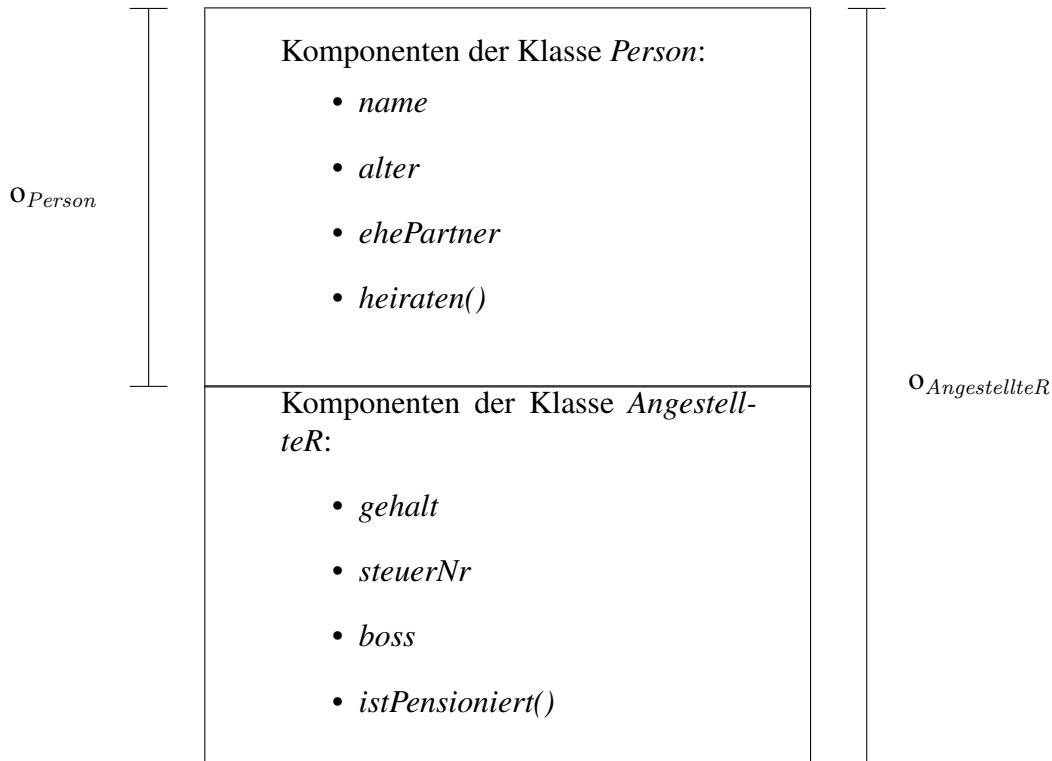 Komponenten der Klasse Person:
• name
• alter
o_Person
• ehePartner
• heiraten()
o_AngestellteR
Komponenten der Klasse Angestell-
teR:
• gehalt
• steuerNr
• boss
• istPensioniert()